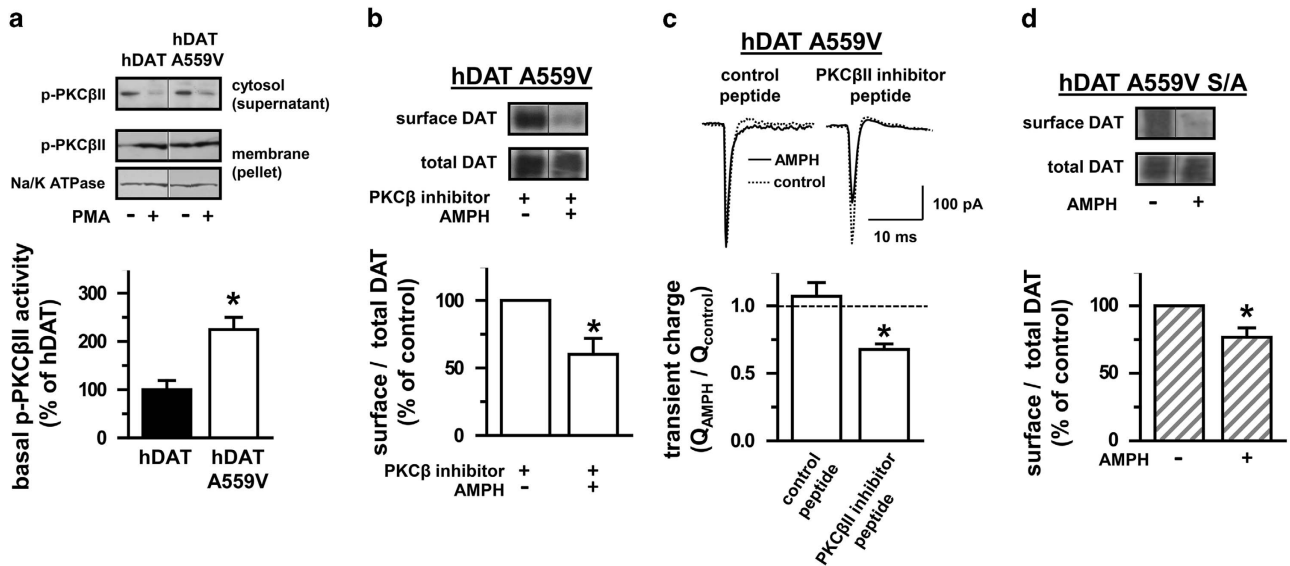 a
hDAT
hDAT
A559V
p-PKCβII
cytosol
(supernatant)
p-PKCβII
membrane
(pellet)
Na/K ATPase
PMA - + - +
basal p-PKCβII activity
(% of hDAT)
300
200
100
0
hDAT
hDAT
A559V
*
b
hDAT A559V
surface DAT
total DAT
PKCβ inhibitor + +
AMPH - +
surface / total DAT
(% of control)
100
50
0
*
PKCβ inhibitor + +
AMPH - +
c
hDAT A559V
control
peptide
PKCβII inhibitor
peptide
AMPH
control
100 pA
10 ms
transient charge
(QAMPH / Qcontrol)
1.0
0.5
0.0
*
control
peptide
PKCβII inhibitor
peptide
d
hDAT A559V S/A
surface DAT
total DAT
AMPH - +
surface / total DAT
(% of control)
100
50
0
*
AMPH - +